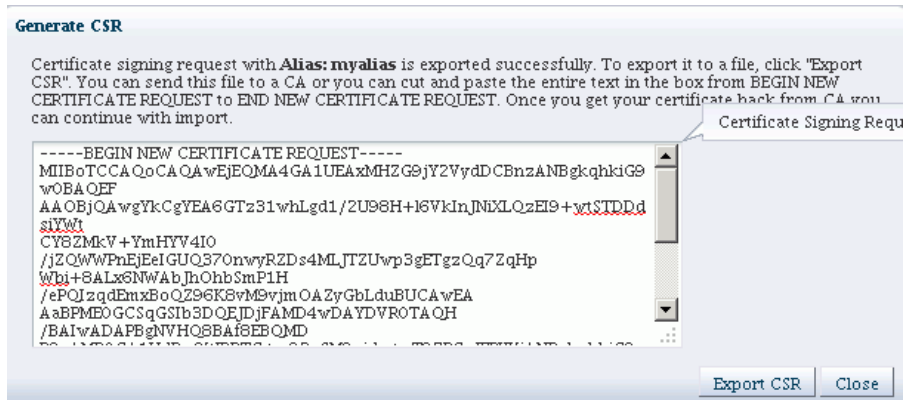 Generate CSR
Certificate signing request with Alias: myalias is exported successfully. To export it to a file, click "Export
CSR". You can send this file to a CA or you can cut and paste the entire text in the box from BEGIN NEW
CERTIFICATE REQUEST to END NEW CERTIFICATE REQUEST. Once you get your certificate back from CA you
can continue with import.
Certificate Signing Requ
-----BEGIN NEW CERTIFICATE REQUEST-----
MIIBoTCCAQoCAQAwEjEQMA4GA1UEAxMHZG9jY2VydDCBnzANBgkqhkiG9
w0BAQEF
AAOBjQAwgYkCgYEA6GTz31whLgd1/2U98H+l6VkInJNiXLQzEI9+wtSTDDd
siYWt
CY8ZMkV+YmHYV4I0
/jZQWWPnEjEeIGUQ370nwyRZDs4MLJTZUwp3gETgzQq7ZqHp
Wbj+8ALx6NWAbJhOhbSmP1H
/ePQIzqdEmxBoQZ96K8vM9vjmOAZyGbLduBUCAwEA
AaBPME0GCSqGSIb3DQEJDjFAMD4wDAYDVR0TAQH
/BAIwADAPBgNVHQ8BAf8EBQMD
Export CSR
Close